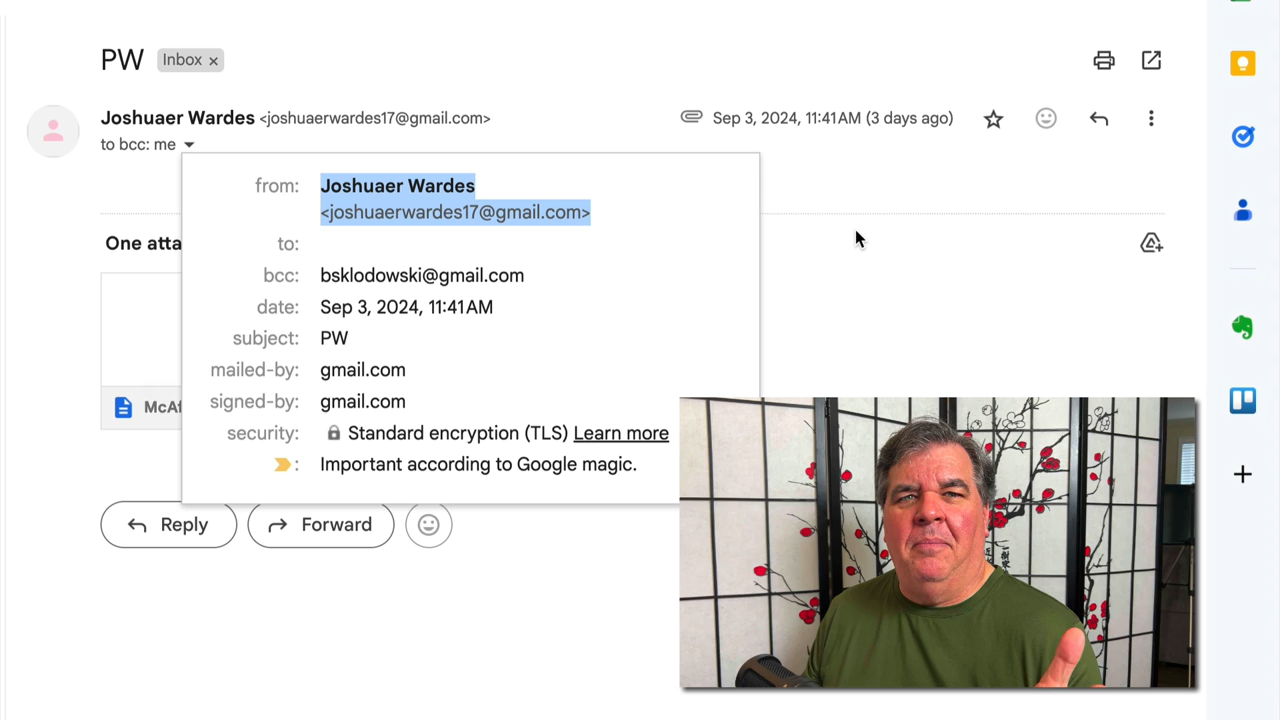 PW Inbox ×
Joshuaer Wardes <joshuaerwardes17@gmail.com> Sep 3, 2024, 11:41 AM (3 days ago)
to bcc: me
from: Joshuaer Wardes
<joshuaerwardes17@gmail.com>
to:
One atta
bcc: bsklodowski@gmail.com
date: Sep 3, 2024, 11:41 AM
subject: PW
mailed-by: gmail.com
signed-by: gmail.com
McAf
security: Standard encryption (TLS) Learn more
: Important according to Google magic.
Reply Forward